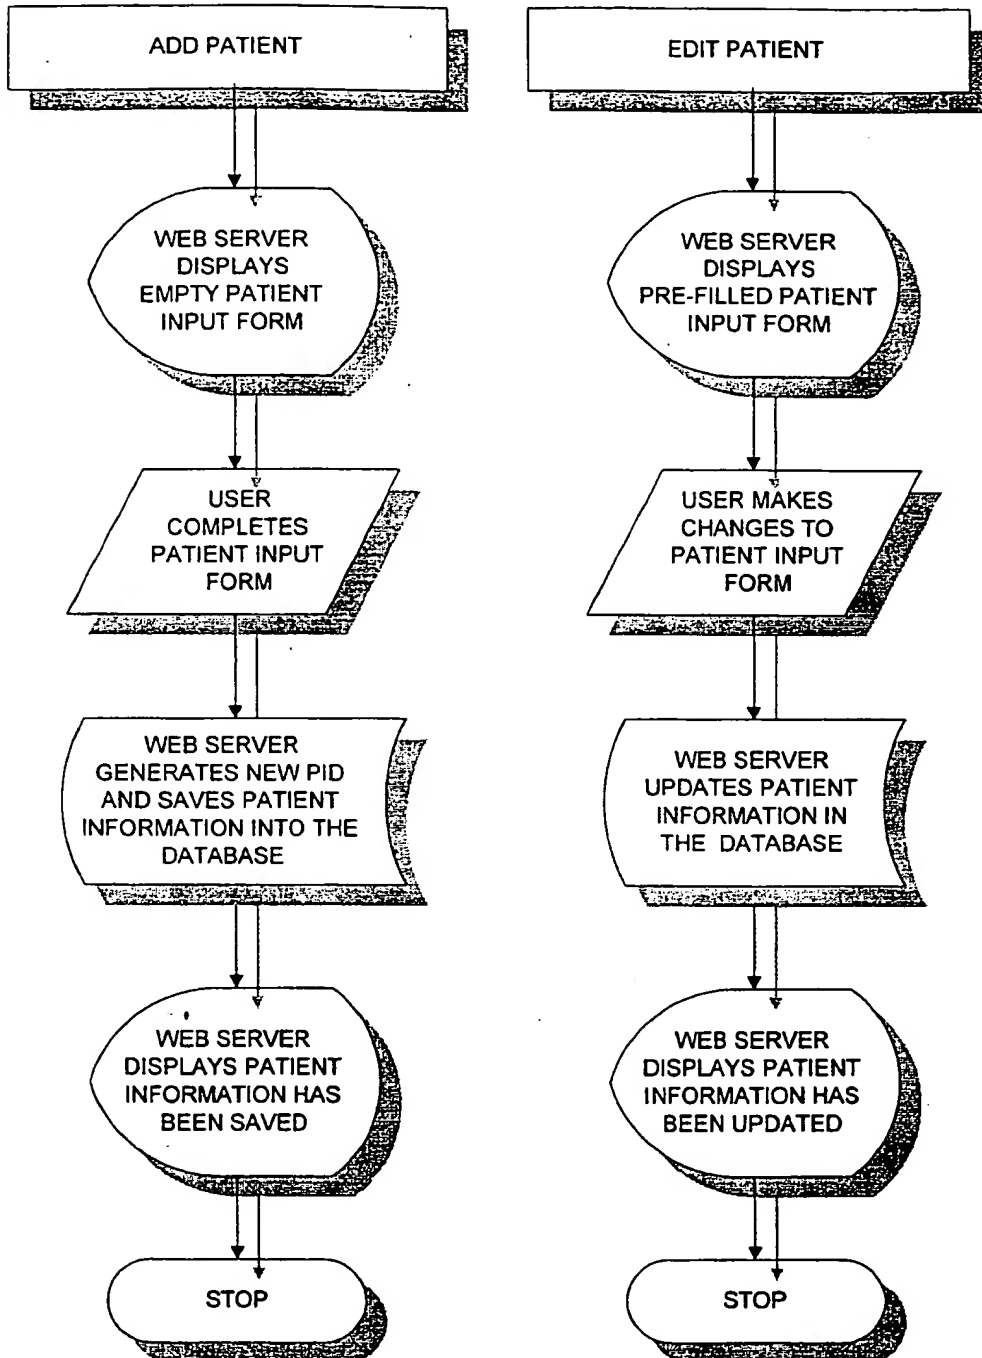 ADD PATIENT
WEB SERVER
DISPLAYS
EMPTY PATIENT
INPUT FORM
USER
COMPLETES
PATIENT INPUT
FORM
WEB SERVER
GENERATES NEW PID
AND SAVES PATIENT
INFORMATION INTO THE
DATABASE
WEB SERVER
DISPLAYS PATIENT
INFORMATION HAS
BEEN SAVED
STOP
EDIT PATIENT
WEB SERVER
DISPLAYS
PRE-FILLED PATIENT
INPUT FORM
USER MAKES
CHANGES TO
PATIENT INPUT
FORM
WEB SERVER
UPDATES PATIENT
INFORMATION IN
THE DATABASE
WEB SERVER
DISPLAYS PATIENT
INFORMATION HAS
BEEN UPDATED
STOP